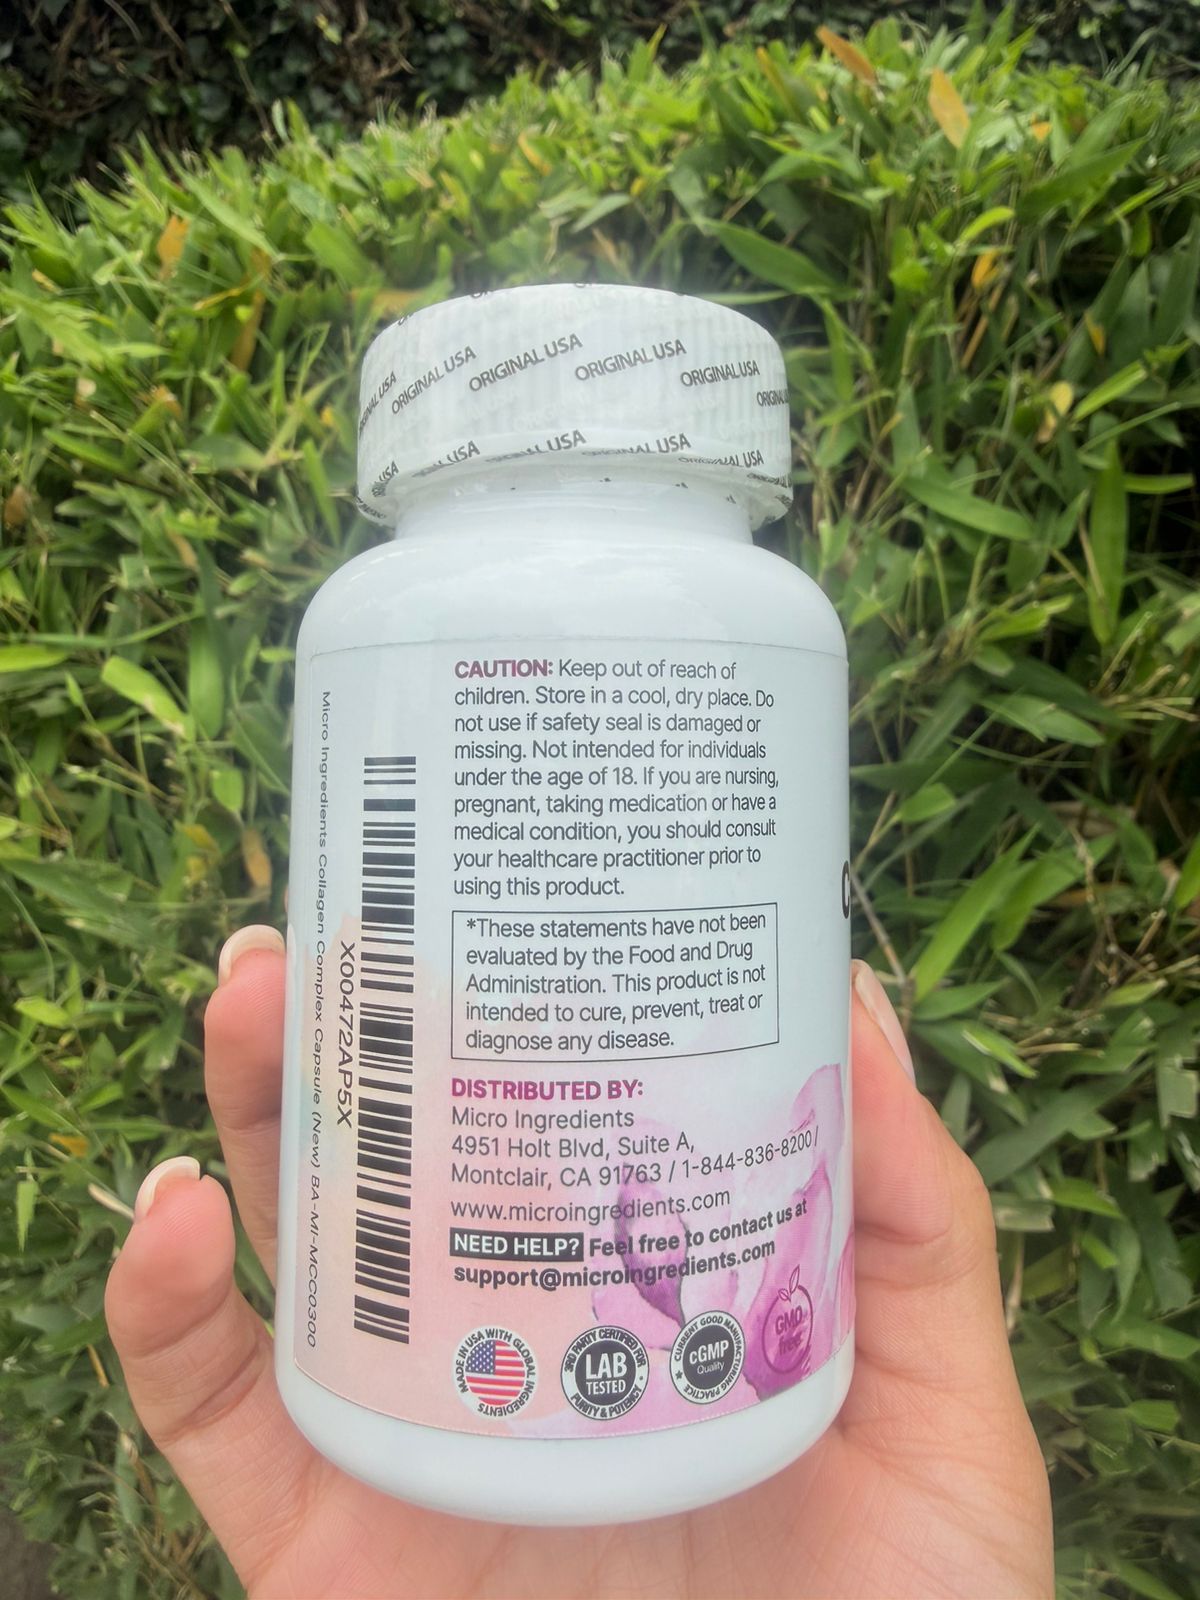 ORIGINAL USA
ORIGINAL USA
ORIGINAL USA
ORIGINAL USA
ORIGINAL USA
CAUTION: Keep out of reach of
children. Store in a cool, dry place. Do
not use if safety seal is damaged or
missing. Not intended for individuals
under the age of 18. If you are nursing,
pregnant, taking medication or have a
medical condition, you should consult
your healthcare practitioner prior to
using this product.
*These statements have not been
evaluated by the Food and Drug
Administration. This product is not
intended to cure, prevent, treat or
diagnose any disease.
DISTRIBUTED BY:
Micro Ingredients
4951 Holt Blvd, Suite A,
Montclair, CA 91763 / 1-844-836-8200 /
www.microingredients.com
NEED HELP? Feel free to contact us at
support@microingredients.com
MADE IN USA WITH GLOBAL INGREDIENTS
3RD PARTY CERTIFIED FOR
LAB
TESTED
PURITY & POTENCY
CURRENT GOOD MANUFACTURING PRACTICE
cGMP
Quality
GMO
free
X00472AP5X
Micro Ingredients Collagen Complex Capsule (New) BA-MI-MCC0300